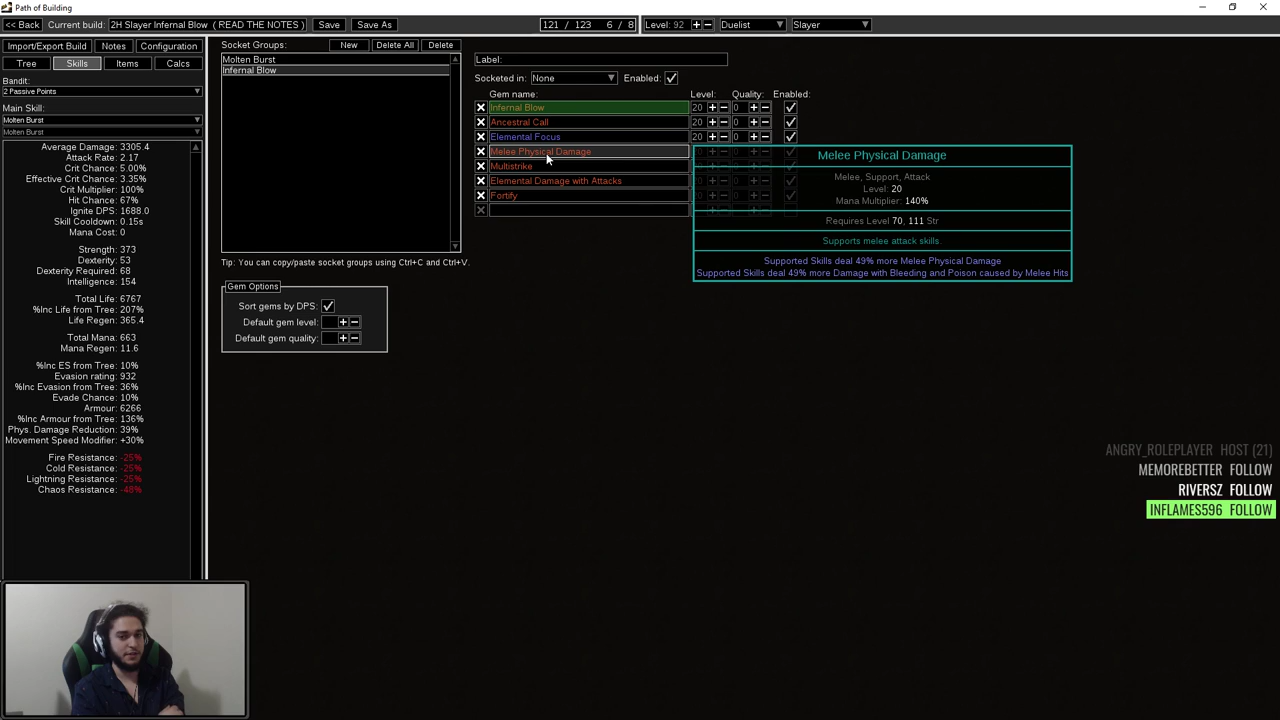 Path of Building
<< Back Current build: 2H Slayer Infernal Blow ( READ THE NOTES ) Save Save As 121 / 123 6 / 8 Level: 92 + - Duelist Slayer
Import/Export Build Notes Configuration
Tree Skills Items Calcs
Bandit:
2 Passive Points
Main Skill:
Molten Burst
Molten Burst
Average Damage: 3305.4
Attack Rate: 2.17
Crit Chance: 5.00%
Effective Crit Chance: 3.35%
Crit Multiplier: 100%
Hit Chance: 67%
Ignite DPS: 1688.0
Skill Cooldown: 0.15s
Mana Cost: 0
Strength: 373
Dexterity: 53
Dexterity Required: 68
Intelligence: 154
Total Life: 6767
%Inc Life from Tree: 207%
Life Regen: 365.4
Total Mana: 663
Mana Regen: 11.6
%Inc ES from Tree: 10%
Evasion rating: 932
%Inc Evasion from Tree: 36%
Evade Chance: 10%
Armour: 6266
%Inc Armour from Tree: 136%
Phys. Damage Reduction: 39%
Movement Speed Modifier: +30%
Fire Resistance: -25%
Cold Resistance: -25%
Lightning Resistance: -25%
Chaos Resistance: -48%
Socket Groups: New Delete All Delete
Molten Burst
Infernal Blow
Tip: You can copy/paste socket groups using Ctrl+C and Ctrl+V.
Gem Options
Sort gems by DPS:
Default gem level: + -
Default gem quality: + -
Label:
Socketed in: None Enabled:
Gem name: Level: Quality: Enabled:
Infernal Blow 20 + - 0 + -
Ancestral Call 20 + - 0 + -
Elemental Focus 20 + - 0 + -
Melee Physical Damage
Multistrike
Elemental Damage with Attacks
Fortify
Melee Physical Damage
Melee, Support, Attack
Level: 20
Mana Multiplier: 140%
Requires Level 70, 111 Str
Supports melee attack skills.
Supported Skills deal 49% more Melee Physical Damage
Supported Skills deal 49% more Damage with Bleeding and Poison caused by Melee Hits
ANGRY_ROLEPLAYER HOST (21)
MEMOREBETTER FOLLOW
RIVERSZ FOLLOW
INFLAMES596 FOLLOW